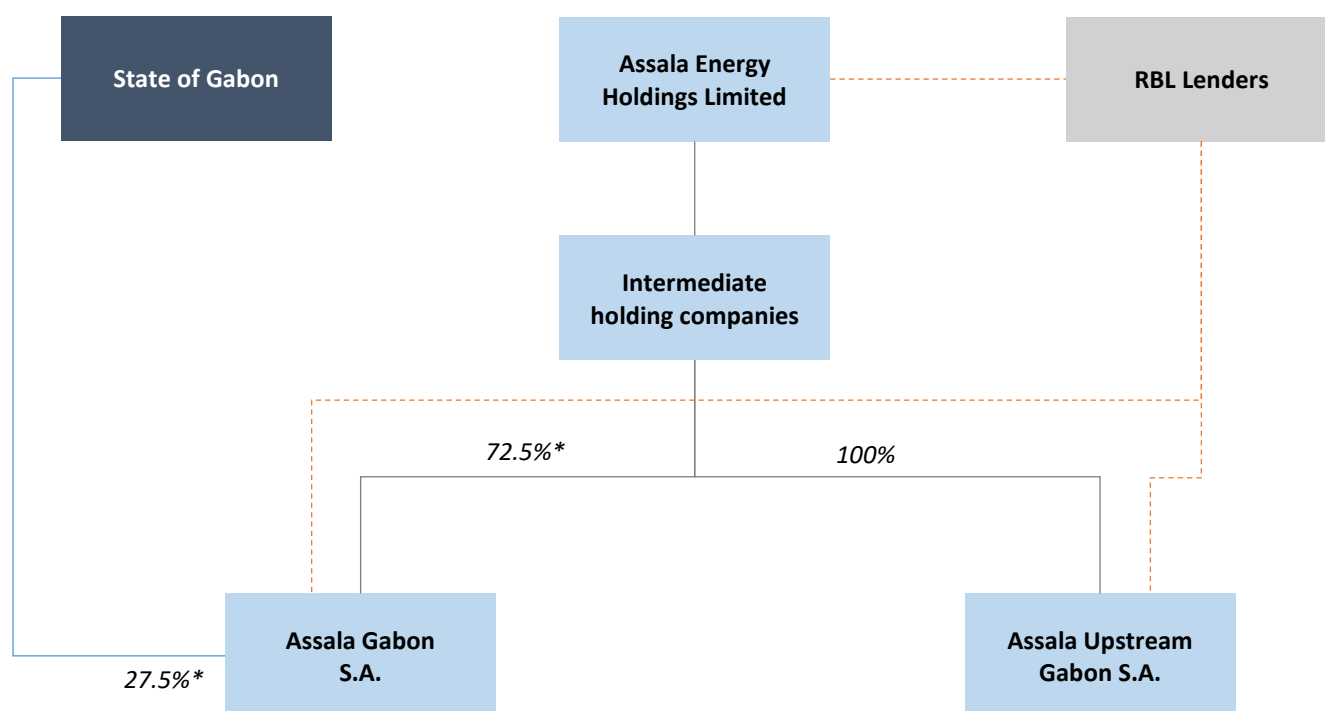 State of Gabon
Assala Energy
Holdings Limited
RBL Lenders
Intermediate
holding companies
72.5%*
100%
Assala Gabon
S.A.
Assala Upstream
Gabon S.A.
27.5%*